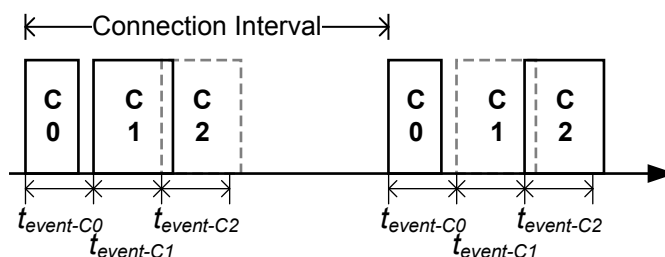 Connection Interval
C C C C C C
0 1 2 0 1 2
t_event-C0 t_event-C2 t_event-C0 t_event-C2
t_event-C1 t_event-C1